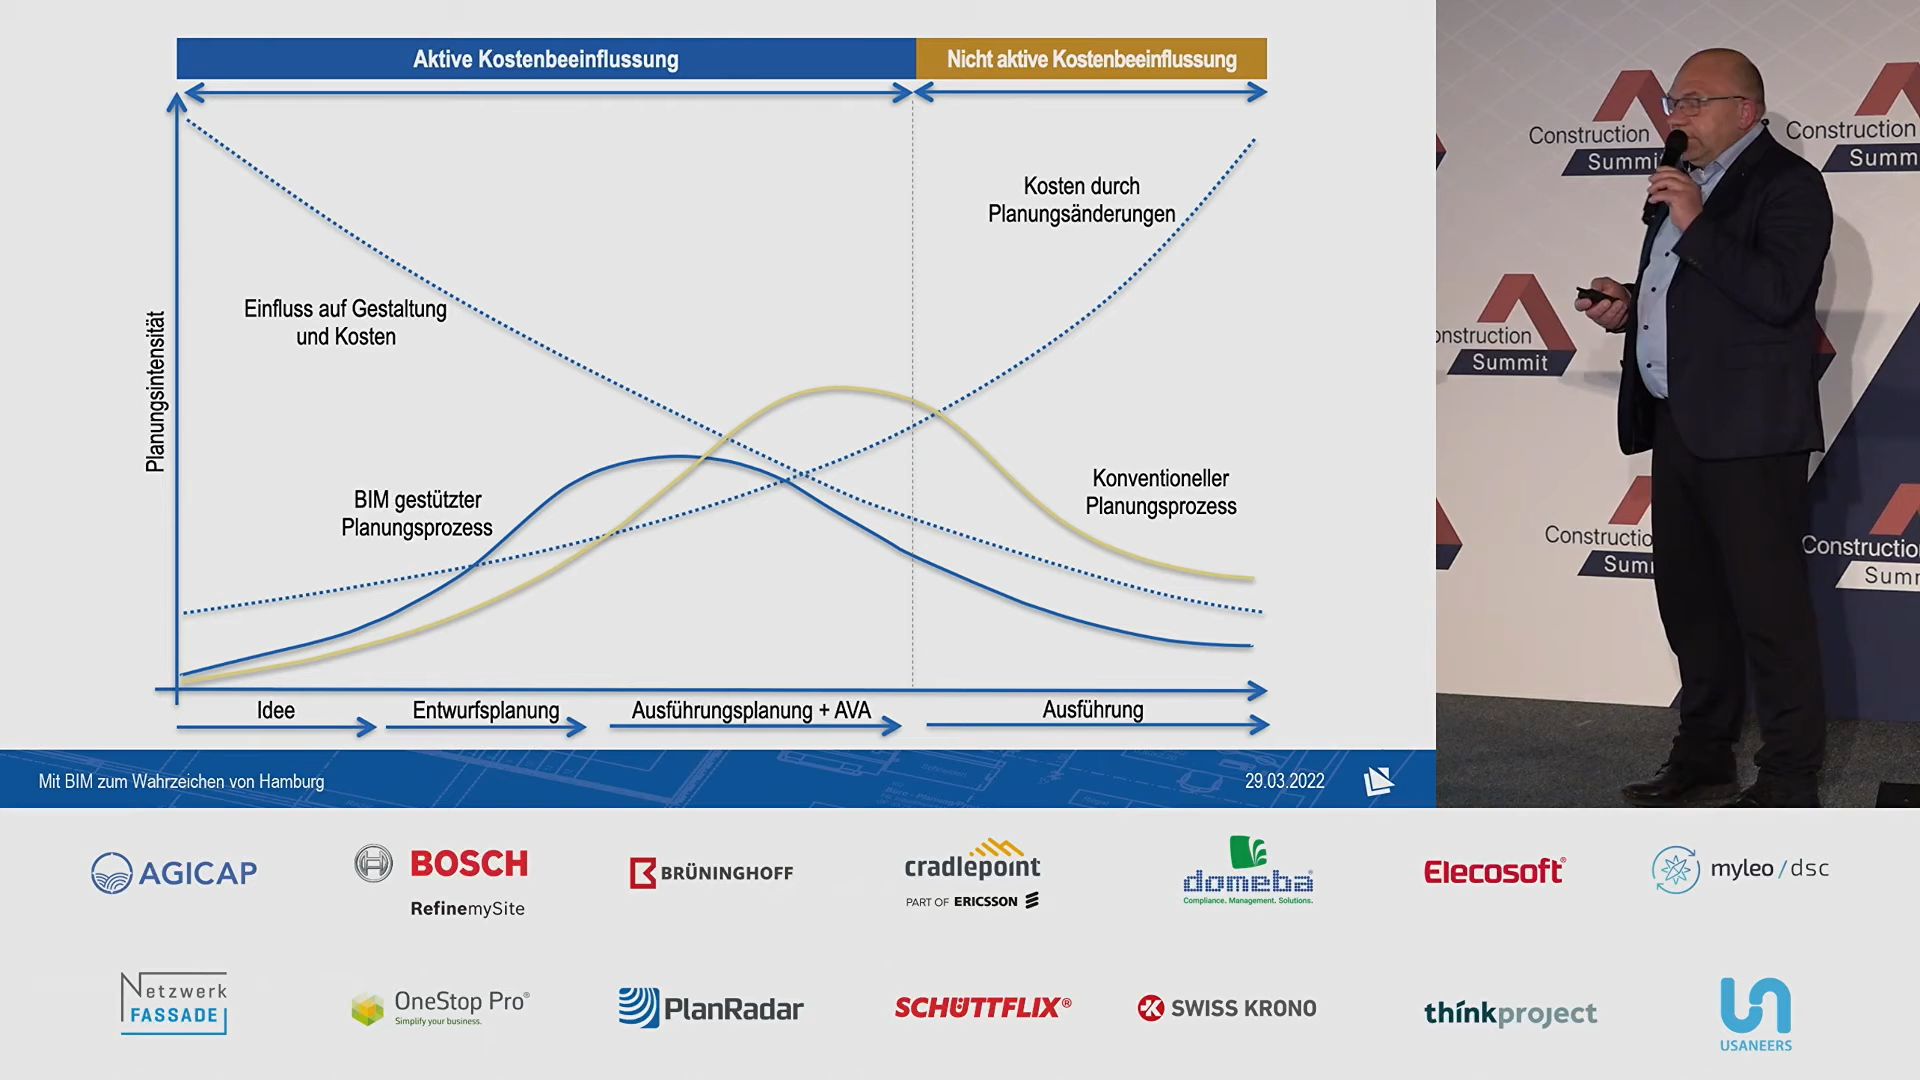 Aktive Kostenbeeinflussung
Nicht aktive Kostenbeeinflussung
Kosten durch
Planungsänderungen
Einfluss auf Gestaltung
und Kosten
Planungsintensität
BIM gestützter
Planungsprozess
Konventioneller
Planungsprozess
Idee
Entwurfsplanung
Ausführungsplanung + AVA
Ausführung
Mit BIM zum Wahrzeichen von Hamburg
29.03.2022
Construction
Summi
Construction
Summ
onstruction
Summit
Constructio
Sum
Constructio
Sum
AGICAP
BOSCH
RefinemySite
BRÜNINGHOFF
cradlepoint
PART OF ERICSSON
domeba
Compliance. Management. Solutions.
Elecosoft®
myleo / dsc
Netzwerk
FASSADE
OneStop Pro®
Simplify your business.
PlanRadar
SCHÜTTFLIX®
SWISS KRONO
thinkproject
USANEERS